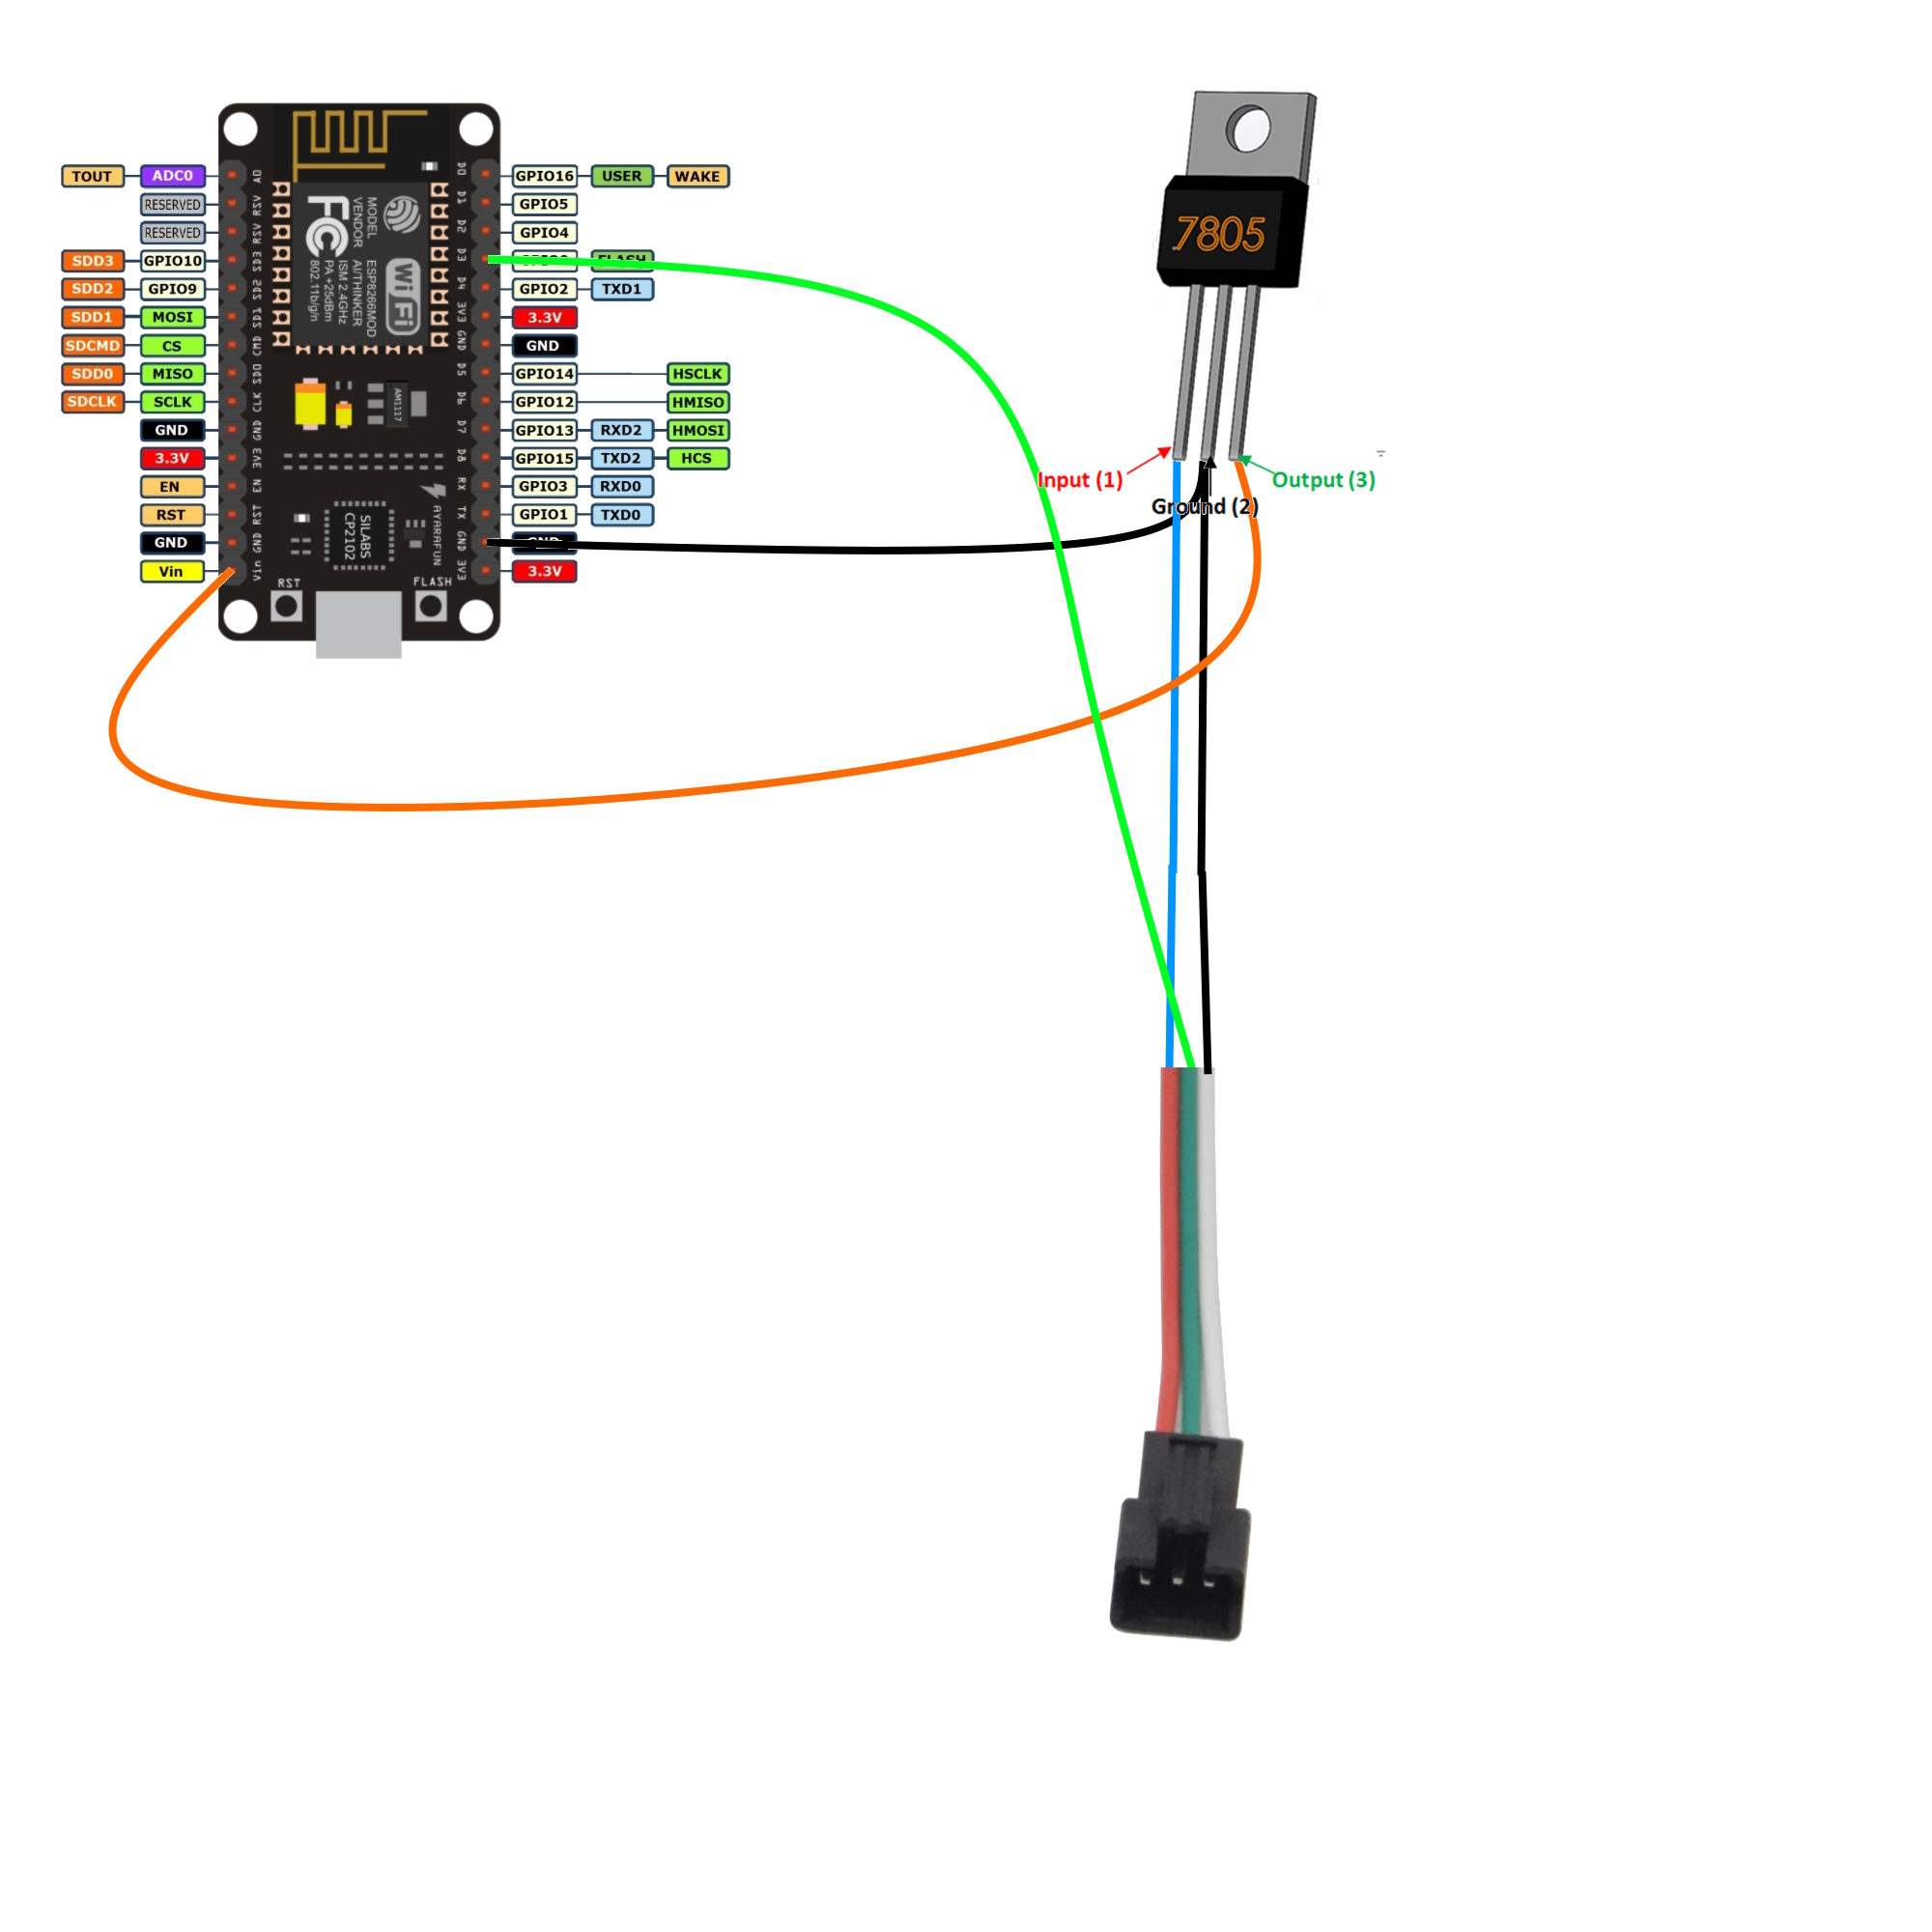 TOUT ADC0
RESERVED
RESERVED
SDD3 GPIO10
SDD2 GPIO9
SDD1 MOSI
SDCMD CS
SDD0 MISO
SDCLK SCLK
GND
3.3V
EN
RST
GND
Vin
A0
RSV
RSV
SD3
SD2
SD1
CMD
SD0
CLK
GND
3V3
EN
RST
GND
Vin
FC
MODEL
VENDOR
ESP8266MOD
AI/THINKER
ISM 2.4GHz
PA +25dBm
802.11b/g/n
WiFi
AM1117
SILABS
CP2102
AYARAFUN
RST
FLASH
D0
D1
D2
D3
D4
3V3
GND
D5
D6
D7
D8
RX
TX
GND
3V3
GPIO16 USER WAKE
GPIO5
GPIO4
FLASH
GPIO2 TXD1
3.3V
GND
GPIO14 HSCLK
GPIO12 HMISO
GPIO13 RXD2 HMOSI
GPIO15 TXD2 HCS
GPIO3 RXD0
GPIO1 TXD0
GND
3.3V
7805
Input (1)
Ground (2)
Output (3)